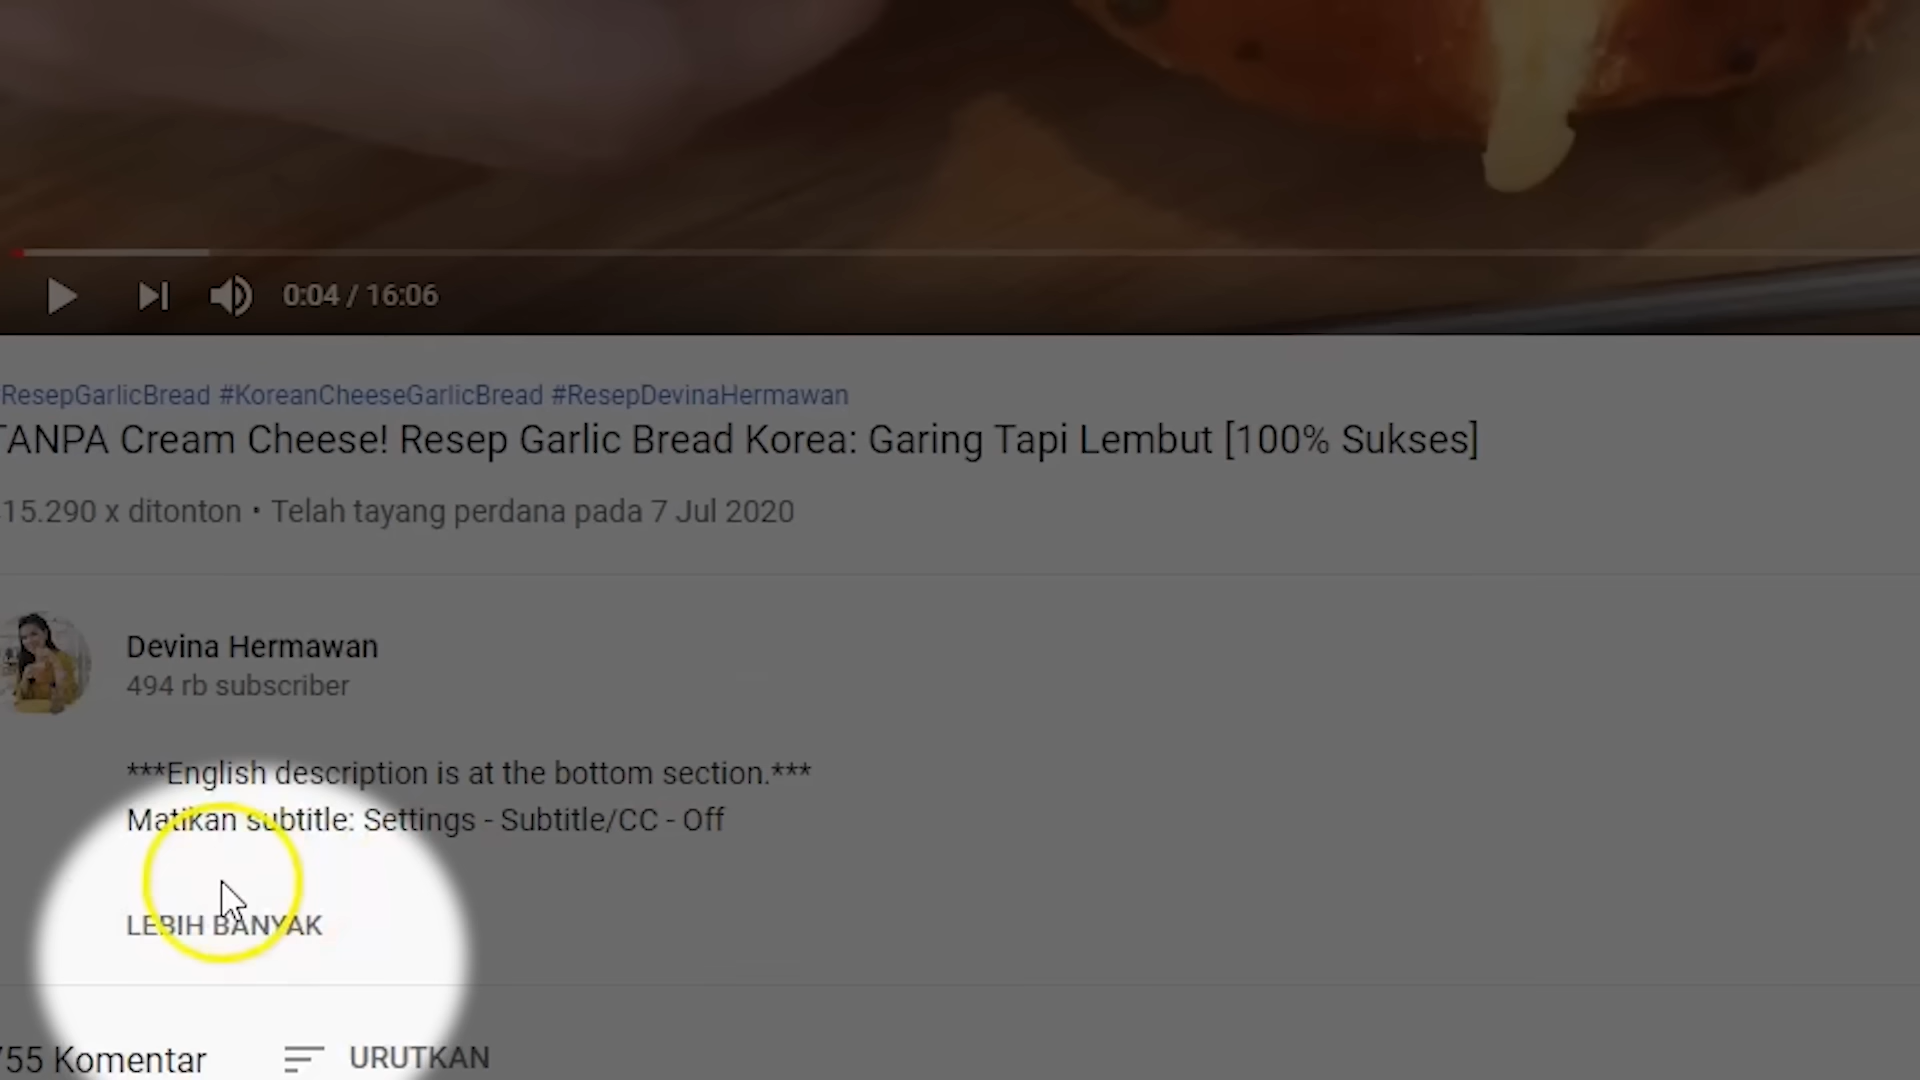 0:04 / 16:06
ResepGarlicBread #KoreanCheeseGarlicBread #ResepDevinaHermawan
TANPA Cream Cheese! Resep Garlic Bread Korea: Garing Tapi Lembut [100% Sukses]
15.290 x ditonton • Telah tayang perdana pada 7 Jul 2020
Devina Hermawan
494 rb subscriber
***English description is at the bottom section.***
Matikan subtitle: Settings - Subtitle/CC - Off
LEBIH BANYAK
755 Komentar URUTKAN